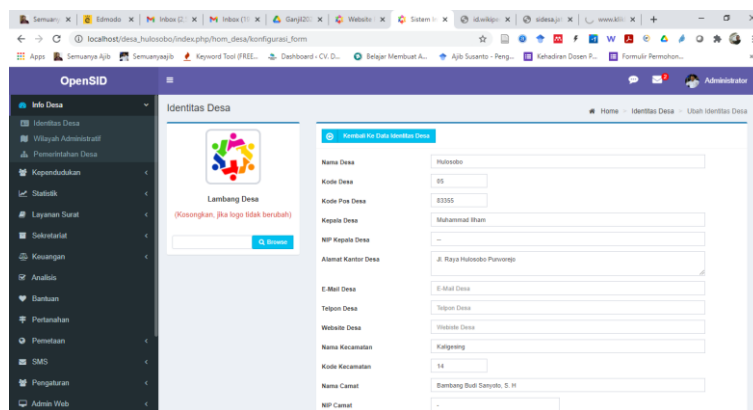 Semuany
Edmodo
M Inbox (2)
M Inbox (1
Ganjil20
Website
Sistem I
id.wikipe
sidesa.ja
localhost/desa_hulosobo/index.php/hom_desa/konfigurasi_form
Apps
Semuanya Ajib
Semuanyaajib
Keyword Tool (FREE...
Dashboard ‹ CV. D...
Belajar Membuat A...
Ajib Susanto - Peng...
Kehadiran Dosen P...
Formulir Permohon...
OpenSID
Administrator
Info Desa
Identitas Desa
Wilayah Administratif
Pemerintahan Desa
Kependudukan
Statistik
Layanan Surat
Sekretariat
Keuangan
Analisis
Bantuan
Pertanahan
Pemetaan
SMS
Pengaturan
Admin Web
Identitas Desa
Home > Identitas Desa > Ubah Identitas Desa
Lambang Desa
(Kosongkan, jika logo tidak berubah)
Browse
Kembali Ke Data Identitas Desa
Nama Desa Hulosobo
Kode Desa 05
Kode Pos Desa 83355
Kepala Desa Muhammad Ilham
NIP Kepala Desa --
Alamat Kantor Desa Jl. Raya Hulosobo Purworejo
E-Mail Desa E-Mail Desa
Telpon Desa Telpon Desa
Website Desa Website Desa
Nama Kecamatan Kaligesing
Kode Kecamatan 14
Nama Camat Bambang Budi Sanyoto, S. H
NIP Camat -